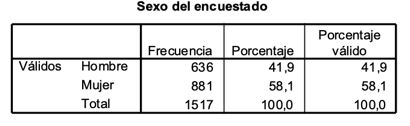 Sexo del encuestado
Porcentaje
Frecuencia Porcentaje válido
Válidos Hombre 636 41,9 41,9
Mujer 881 58,1 58,1
Total 1517 100,0 100,0